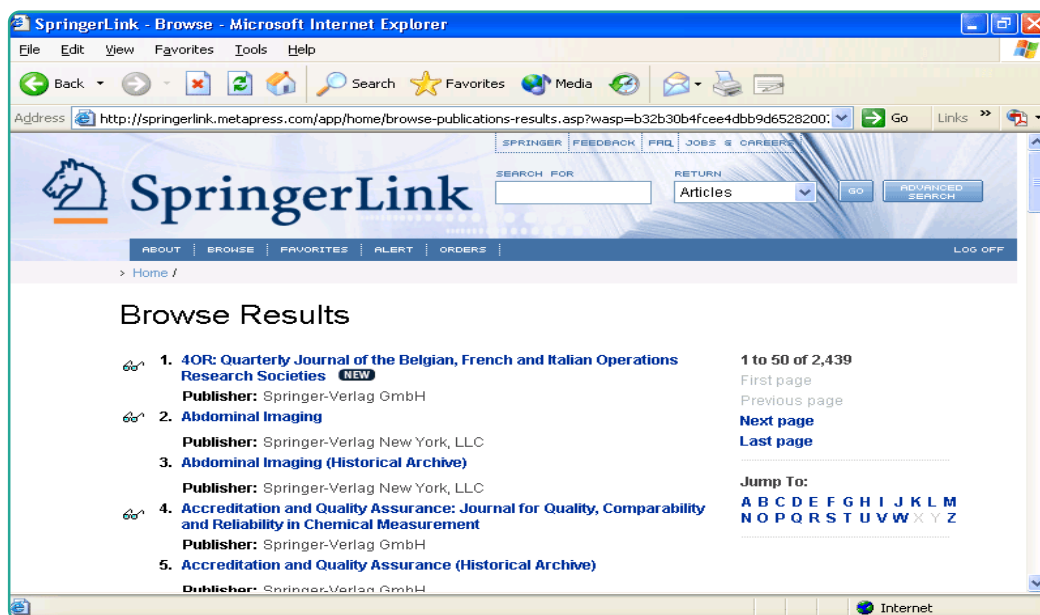 SpringerLink - Browse - Microsoft Internet Explorer
File Edit View Favorites Tools Help
Back Search Favorites Media
Address http://springerlink.metapress.com/app/home/browse-publications-results.asp?wasp=b32b30b4fcee4dbb9d6528200 Go Links »
SPRINGER FEEDBACK FAQ JOBS & CAREERS
SEARCH FOR RETURN
SpringerLink Articles GO ADVANCED SEARCH
ABOUT BROWSE FAVORITES ALERT ORDERS LOG OFF
> Home /
Browse Results
1. 4OR: Quarterly Journal of the Belgian, French and Italian Operations
Research Societies NEW
Publisher: Springer-Verlag GmbH
2. Abdominal Imaging
Publisher: Springer-Verlag New York, LLC
3. Abdominal Imaging (Historical Archive)
Publisher: Springer-Verlag New York, LLC
4. Accreditation and Quality Assurance: Journal for Quality, Comparability
and Reliability in Chemical Measurement
Publisher: Springer-Verlag GmbH
5. Accreditation and Quality Assurance (Historical Archive)
Publisher: Springer-Verlag GmbH
1 to 50 of 2,439
First page
Previous page
Next page
Last page
Jump To:
A B C D E F G H I J K L M
N O P Q R S T U V W X Y Z
Internet